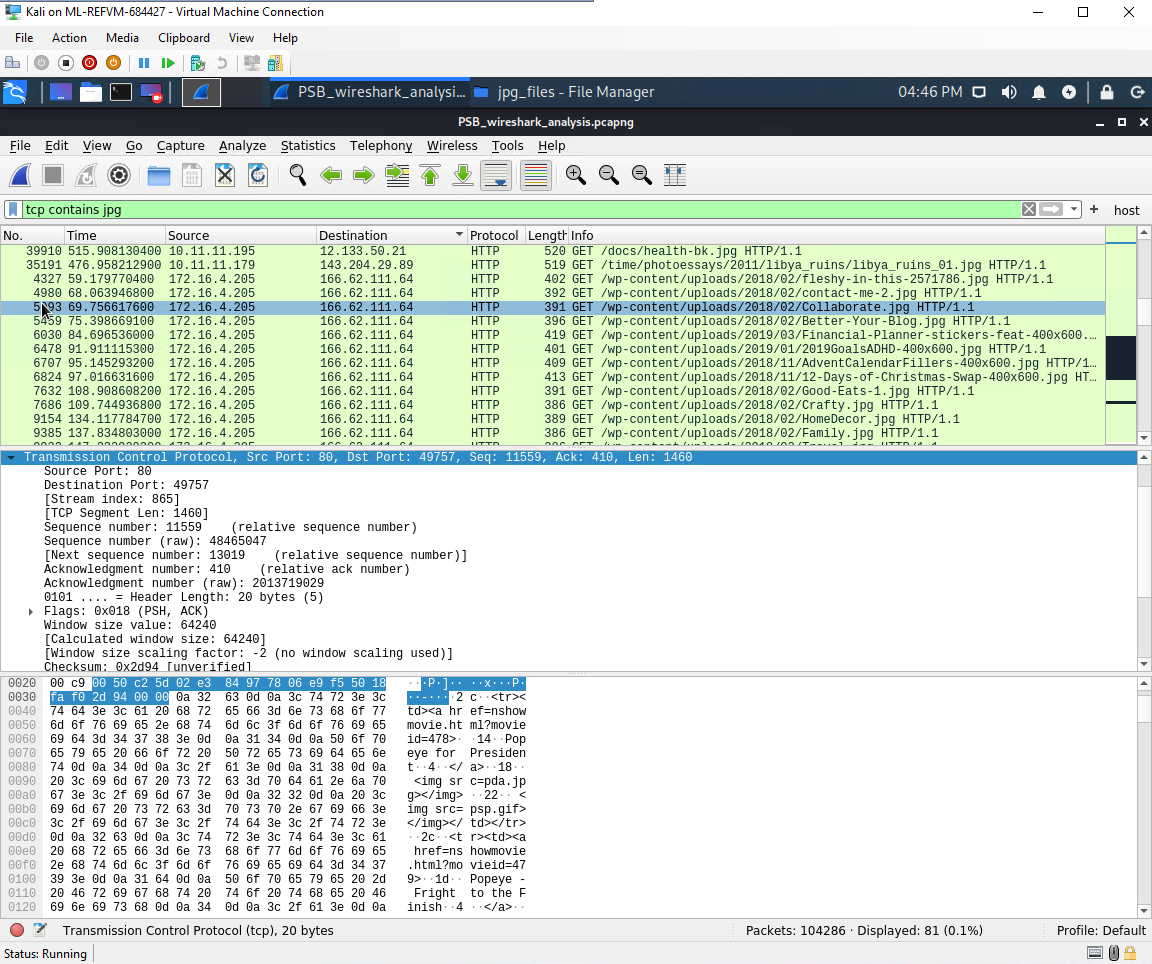 Kali on ML-REFVM-684427 - Virtual Machine Connection
File Action Media Clipboard View Help
PSB_wireshark_analysi... jpg_files - File Manager 04:46 PM
PSB_wireshark_analysis.pcapng
File Edit View Go Capture Analyze Statistics Telephony Wireless Tools Help
tcp contains jpg + host
No. Time Source Destination Protocol Length Info
39910 515.908130400 10.11.11.195 12.133.50.21 HTTP 520 GET /docs/health-bk.jpg HTTP/1.1
35191 476.958212900 10.11.11.179 143.204.29.89 HTTP 519 GET /time/photoessays/2011/libya_ruins/libya_ruins_01.jpg HTTP/1.1
4327 59.179770400 172.16.4.205 166.62.111.64 HTTP 402 GET /wp-content/uploads/2018/02/fleshy-in-this-2571786.jpg HTTP/1.1
4980 68.063946800 172.16.4.205 166.62.111.64 HTTP 392 GET /wp-content/uploads/2018/02/contact-me-2.jpg HTTP/1.1
69.756617600 172.16.4.205 166.62.111.64 HTTP 391 GET /wp-content/uploads/2018/02/Collaborate.jpg HTTP/1.1
5459 75.398669100 172.16.4.205 166.62.111.64 HTTP 396 GET /wp-content/uploads/2018/02/Better-Your-Blog.jpg HTTP/1.1
6030 84.696536000 172.16.4.205 166.62.111.64 HTTP 419 GET /wp-content/uploads/2019/03/Financial-Planner-stickers-feat-400x600...
6478 91.911115300 172.16.4.205 166.62.111.64 HTTP 401 GET /wp-content/uploads/2019/01/2019GoalsADHD-400x600.jpg HTTP/1.1
6707 95.145293200 172.16.4.205 166.62.111.64 HTTP 409 GET /wp-content/uploads/2018/11/AdventCalendarFillers-400x600.jpg HTTP/1...
6824 97.016631600 172.16.4.205 166.62.111.64 HTTP 413 GET /wp-content/uploads/2018/11/12-Days-of-Christmas-Swap-400x600.jpg HT...
7632 108.908608200 172.16.4.205 166.62.111.64 HTTP 391 GET /wp-content/uploads/2018/02/Good-Eats-1.jpg HTTP/1.1
7686 109.744936800 172.16.4.205 166.62.111.64 HTTP 386 GET /wp-content/uploads/2018/02/Crafty.jpg HTTP/1.1
9154 134.117784700 172.16.4.205 166.62.111.64 HTTP 389 GET /wp-content/uploads/2018/02/HomeDecor.jpg HTTP/1.1
9385 137.834803000 172.16.4.205 166.62.111.64 HTTP 386 GET /wp-content/uploads/2018/02/Family.jpg HTTP/1.1
Transmission Control Protocol, Src Port: 80, Dst Port: 49757, Seq: 11559, Ack: 410, Len: 1460
Source Port: 80
Destination Port: 49757
[Stream index: 865]
[TCP Segment Len: 1460]
Sequence number: 11559 (relative sequence number)
Sequence number (raw): 48465047
[Next sequence number: 13019 (relative sequence number)]
Acknowledgment number: 410 (relative ack number)
Acknowledgment number (raw): 2013719029
0101 .... = Header Length: 20 bytes (5)
Flags: 0x018 (PSH, ACK)
Window size value: 64240
[Calculated window size: 64240]
[Window size scaling factor: -2 (no window scaling used)]
Checksum: 0x2d94 [unverified]
0020 00 c9 00 50 c2 5d 02 e3 84 97 78 06 e9 f5 50 18 ···P·]·· ··x···P·
0030 fa f0 2d 94 00 00 0a 32 63 0d 0a 3c 74 72 3e 3c ··-····2 c··<tr><
0040 74 64 3e 3c 61 20 68 72 65 66 3d 6e 73 68 6f 77 td><a hr ef=nshow
0050 6d 6f 76 69 65 2e 68 74 6d 6c 3f 6d 6f 76 69 65 movie.ht ml?movie
0060 69 64 3d 34 37 38 3e 0d 0a 31 34 0d 0a 50 6f 70 id=478>· ·14··Pop
0070 65 79 65 20 66 6f 72 20 50 72 65 73 69 64 65 6e eye for Presiden
0080 74 0d 0a 34 0d 0a 3c 2f 61 3e 0d 0a 31 38 0d 0a t··4··</ a>··18··
0090 20 3c 69 6d 67 20 73 72 63 3d 70 64 61 2e 6a 70 <img sr c=pda.jp
00a0 67 3e 3c 2f 69 6d 67 3e 0d 0a 32 32 0d 0a 20 3c g></img> ··22·· <
00b0 69 6d 67 20 73 72 63 3d 70 73 70 2e 67 69 66 3e img src= psp.gif>
00c0 3c 2f 69 6d 67 3e 3c 2f 74 64 3e 3c 2f 74 72 3e </img></ td></tr>
00d0 0d 0a 32 63 0d 0a 3c 74 72 3e 3c 74 64 3e 3c 61 ··2c··<t r><td><a
00e0 20 68 72 65 66 3d 6e 73 68 6f 77 6d 6f 76 69 65 href=ns howmovie
00f0 2e 68 74 6d 6c 3f 6d 6f 76 69 65 69 64 3d 34 37 .html?mo vieid=47
0100 39 3e 0d 0a 31 64 0d 0a 50 6f 70 65 79 65 20 2d 9>··1d·· Popeye -
0110 20 46 72 69 67 68 74 20 74 6f 20 74 68 65 20 46 Fright to the F
0120 69 6e 69 73 68 0d 0a 34 0d 0a 3c 2f 61 3e 0d 0a inish··4 ··</a>··
Transmission Control Protocol (tcp), 20 bytes Packets: 104286 · Displayed: 81 (0.1%) Profile: Default
Status: Running